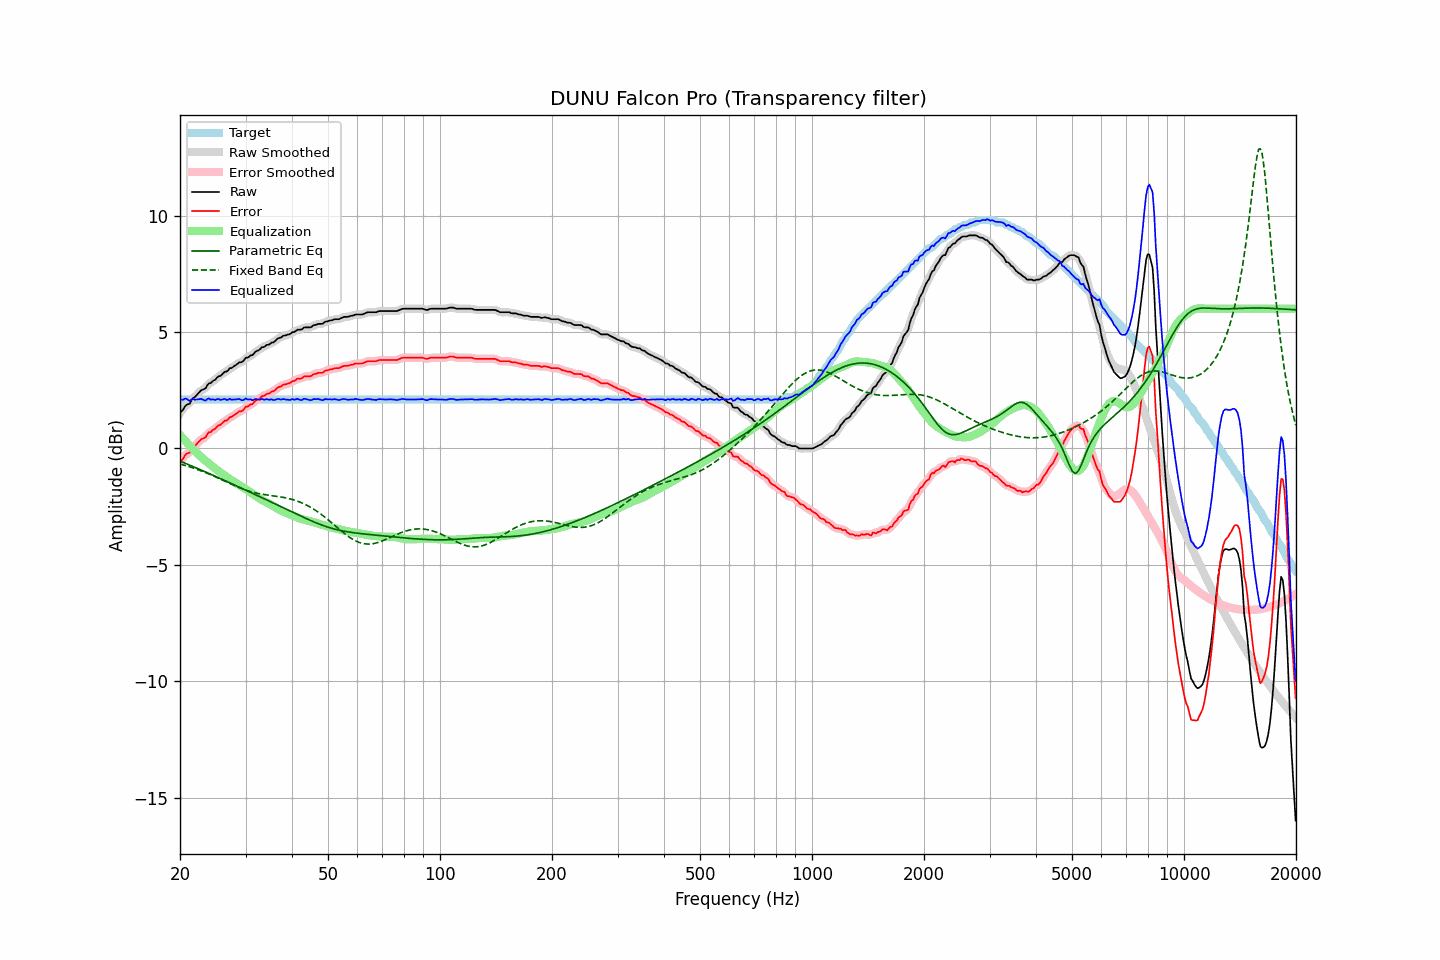 DUNU Falcon Pro (Transparency filter)
Target
Raw Smoothed
Error Smoothed
Raw
Error
Equalization
Parametric Eq
Fixed Band Eq
Equalized
Amplitude (dBr)
10
5
0
−5
−10
−15
20
50
100
200
500
1000
2000
5000
10000
20000
Frequency (Hz)